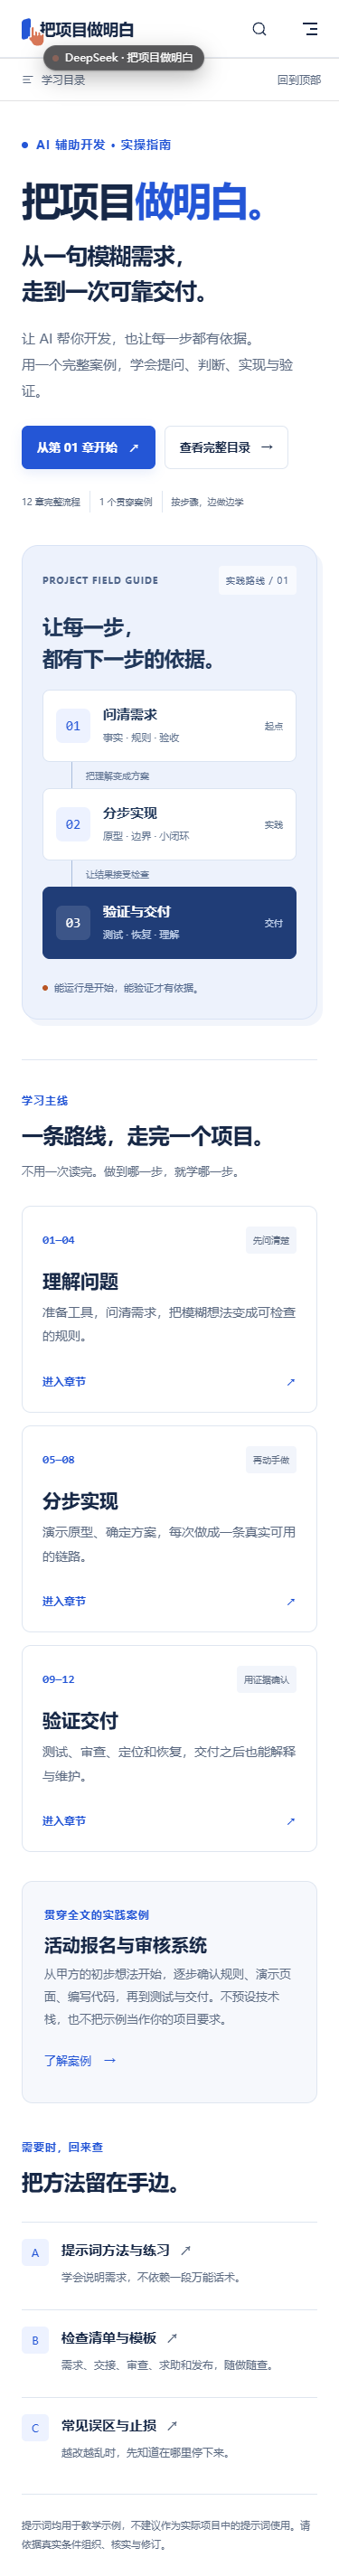 把项目做明白
DeepSeek · 把项目做明白
学习目录
回到顶部
AI 辅助开发 • 实操指南
把项目做明白。
从一句模糊需求，
走到一次可靠交付。
让 AI 帮你开发，也让每一步都有依据。
用一个完整案例，学会提问、判断、实现与验
证。
从第 01 章开始 ↗
查看完整目录 →
12 章完整流程
1 个贯穿案例
按步骤，边做边学
PROJECT FIELD GUIDE
实践路线 / 01
让每一步，
都有下一步的依据。
01
问清需求
事实 · 规则 · 验收
起点
把理解变成方案
02
分步实现
原型 · 边界 · 小闭环
实践
让结果接受检查
03
验证与交付
测试 · 恢复 · 理解
交付
能运行是开始，能验证才有依据。
学习主线
一条路线，走完一个项目。
不用一次读完。做到哪一步，就学哪一步。
01—04
先问清楚
理解问题
准备工具，问清需求，把模糊想法变成可检查
的规则。
进入章节 ↗
05—08
再动手做
分步实现
演示原型、确定方案，每次做成一条真实可用
的链路。
进入章节 ↗
09—12
用证据确认
验证交付
测试、审查、定位和恢复，交付之后也能解释
与维护。
进入章节 ↗
贯穿全文的实践案例
活动报名与审核系统
从甲方的初步想法开始，逐步确认规则、演示页
面、编写代码，再到测试与交付。不预设技术
栈，也不把示例当作你的项目要求。
了解案例 →
需要时，回来查
把方法留在手边。
A
提示词方法与练习 ↗
学会说明需求，不依赖一段万能话术。
B
检查清单与模板 ↗
需求、交接、审查、求助和发布，随做随查。
C
常见误区与止损 ↗
越改越乱时，先知道在哪里停下来。
提示词均用于教学示例，不建议作为实际项目中的提示词使用。请
依据真实条件组织、核实与修订。